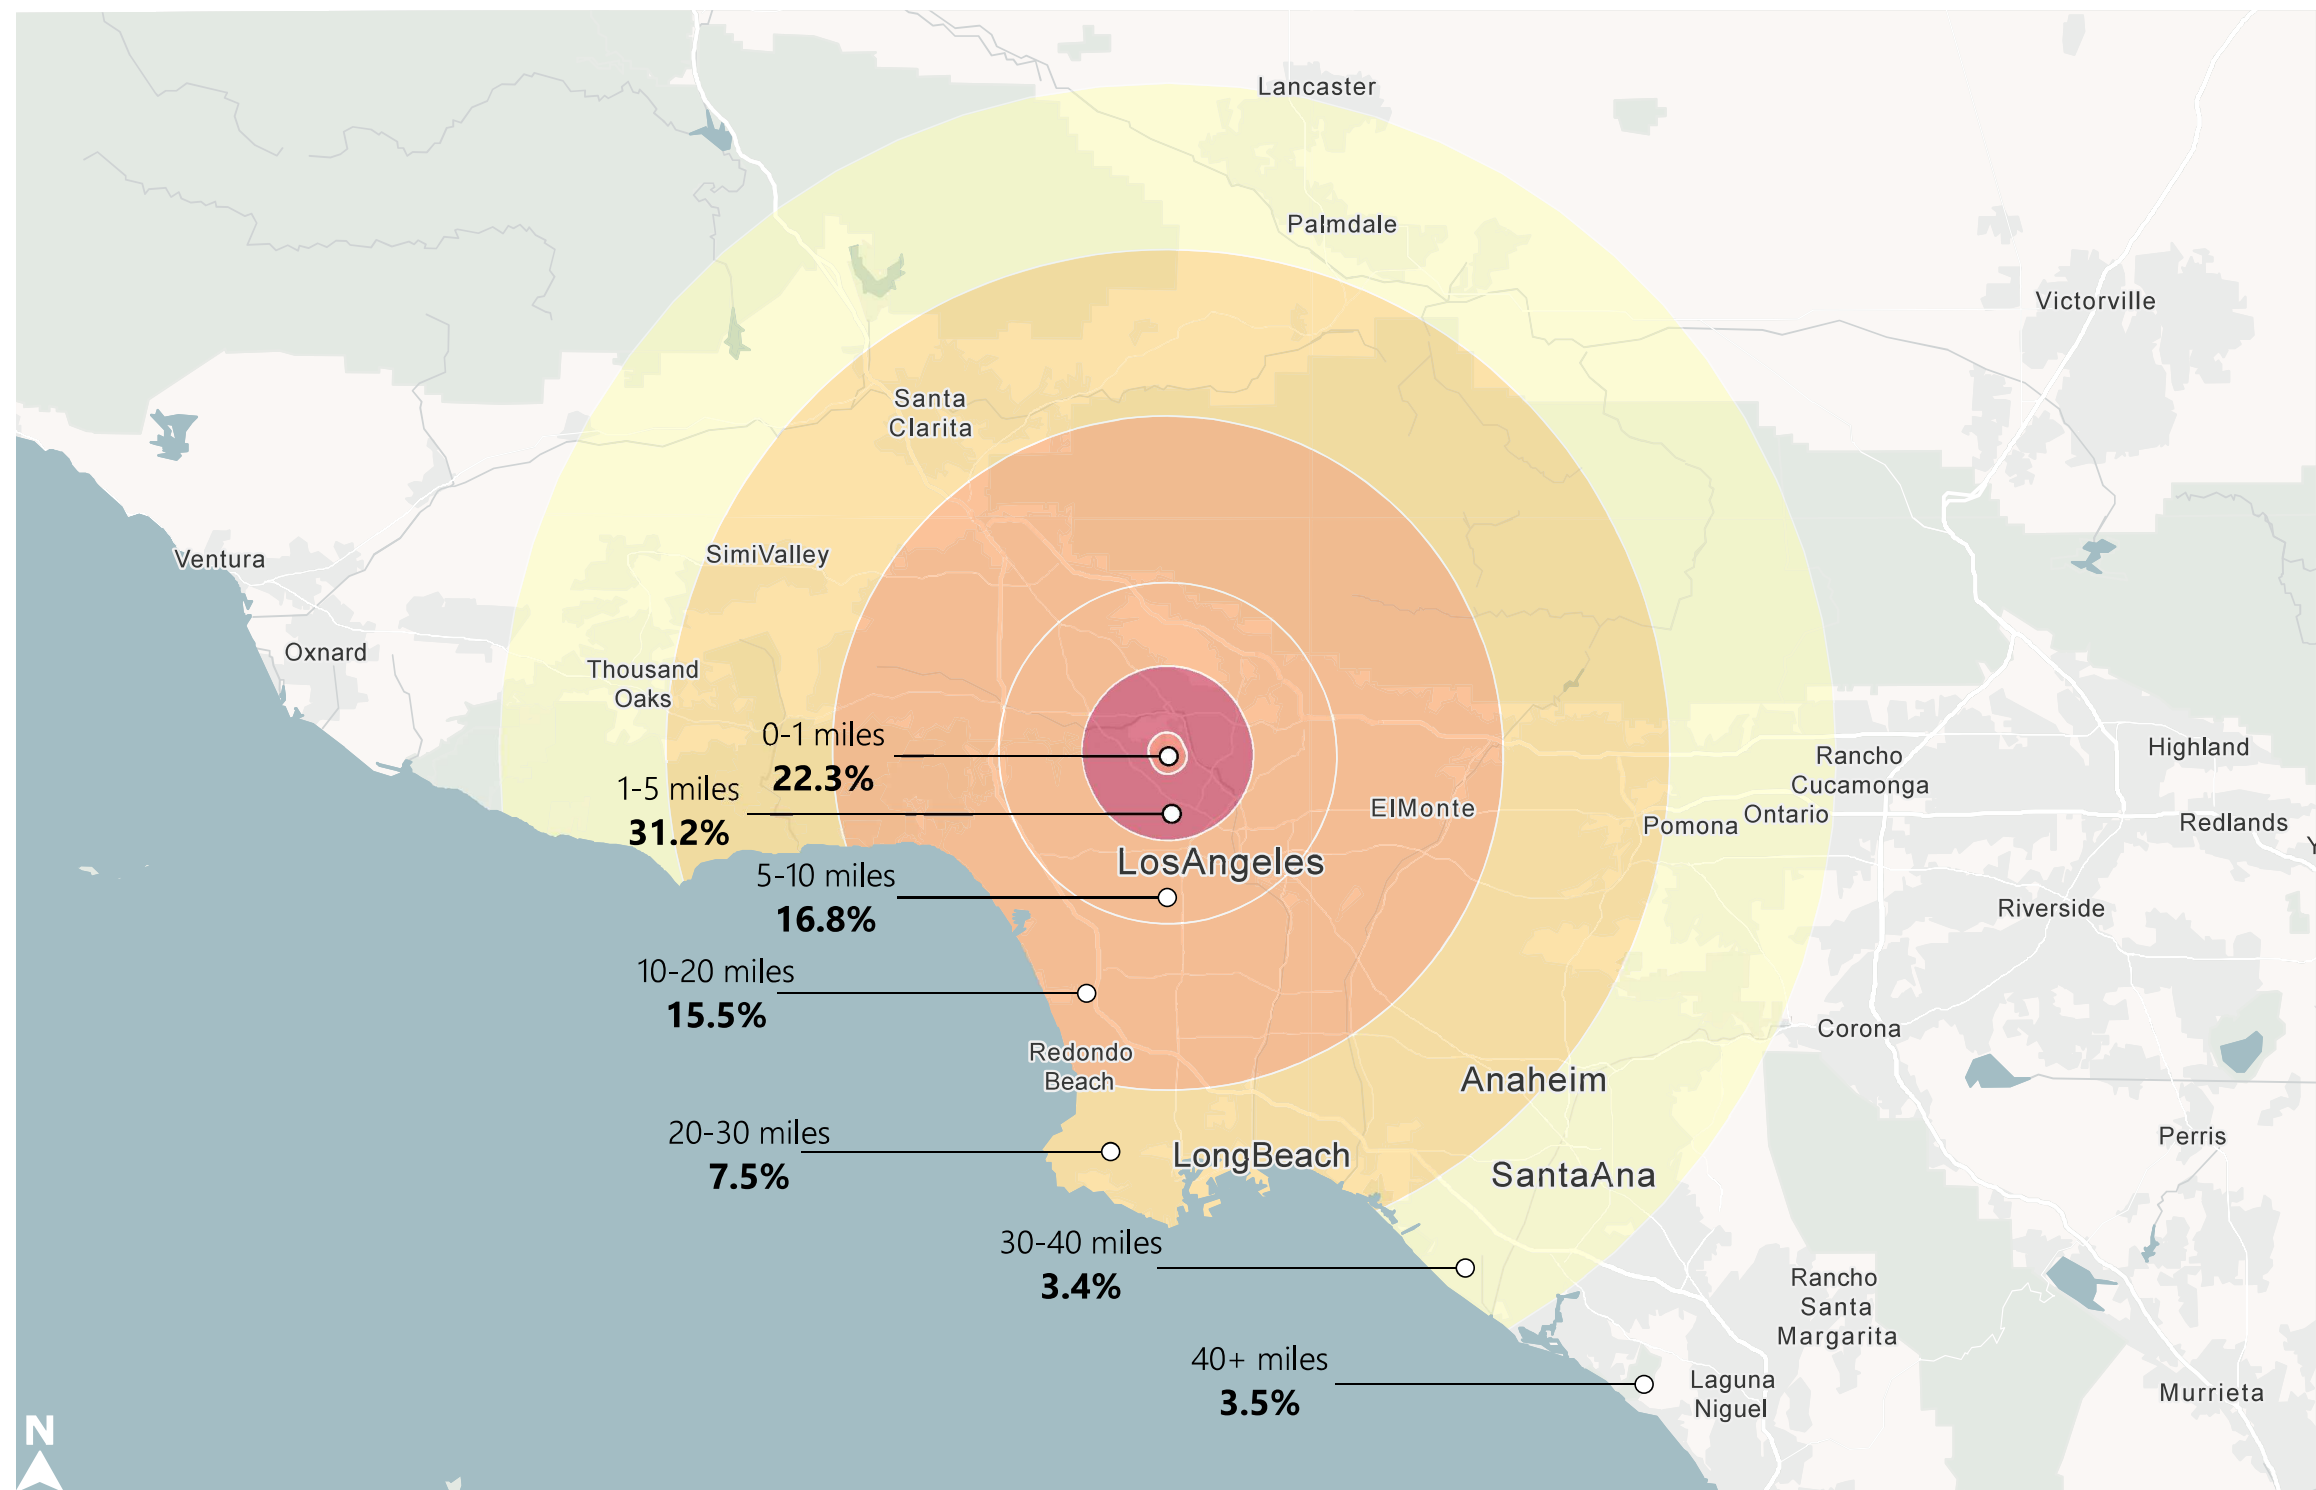 Lancaster
Palmdale
Victorville
Santa
Clarita
SimiValley
Ventura
Oxnard
Thousand
Oaks
0-1 miles
22.3%
1-5 miles
31.2%
ElMonte
Rancho
Cucamonga
Highland
Pomona
Ontario
Redlands
Y
LosAngeles
5-10 miles
16.8%
Riverside
10-20 miles
15.5%
Corona
Redondo
Beach
Anaheim
20-30 miles
7.5%
LongBeach
SantaAna
Perris
30-40 miles
3.4%
Rancho
Santa
Margarita
40+ miles
3.5%
Laguna
Niguel
Murrieta
N